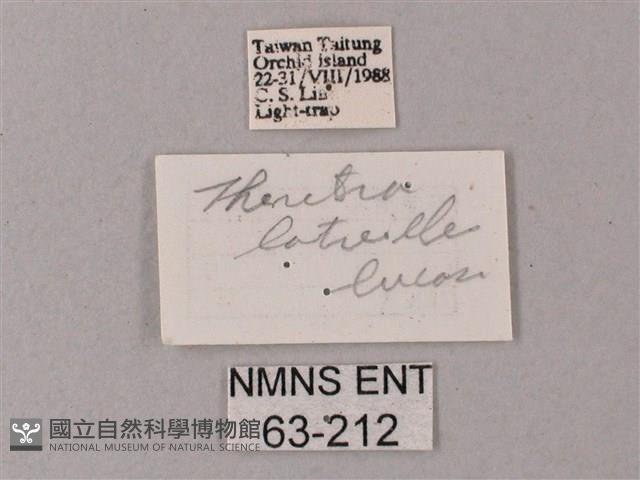 Taiwan Taitung
Orchid island
22-31/VIII/1988
C. S. Lin
Light-trap
Theretra
latreille
lucasi
NMNS ENT
63-212
國立自然科學博物館
NATIONAL MUSEUM OF NATURAL SCIENCE